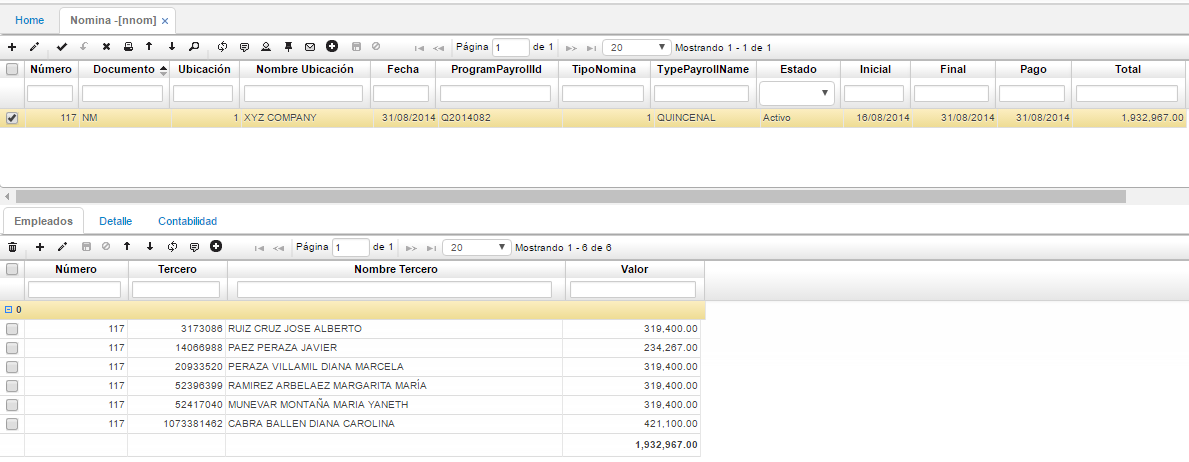 Home Nomina -[nnom] ×
Página 1 de 1 20 Mostrando 1 - 1 de 1
Número Documento Ubicación Nombre Ubicación Fecha ProgramPayrollId TipoNomina TypePayrollName Estado Inicial Final Pago Total
117 NM 1 XYZ COMPANY 31/08/2014 Q2014082 1 QUINCENAL Activo 16/08/2014 31/08/2014 31/08/2014 1,932,967.00
Empleados Detalle Contabilidad
Página 1 de 1 20 Mostrando 1 - 6 de 6
Número Tercero Nombre Tercero Valor
0
117 3173086 RUIZ CRUZ JOSE ALBERTO 319,400.00
117 14066988 PAEZ PERAZA JAVIER 234,267.00
117 20933520 PERAZA VILLAMIL DIANA MARCELA 319,400.00
117 52396399 RAMIREZ ARBELAEZ MARGARITA MARÍA 319,400.00
117 52417040 MUNEVAR MONTAÑA MARIA YANETH 319,400.00
117 1073381462 CABRA BALLEN DIANA CAROLINA 421,100.00
1,932,967.00